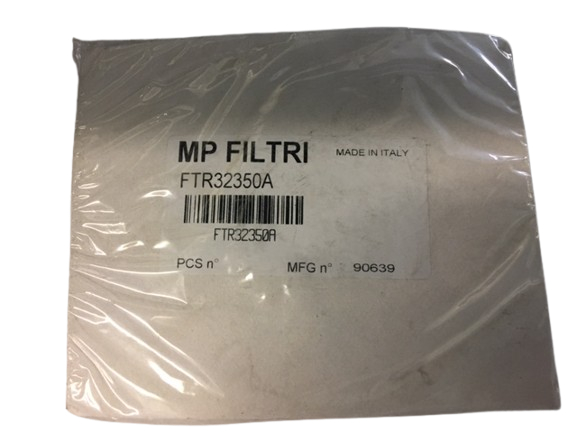 MP FILTRI MADE IN ITALY
FTR32350A
FTR32350A
PCS n° MFG n° 90639